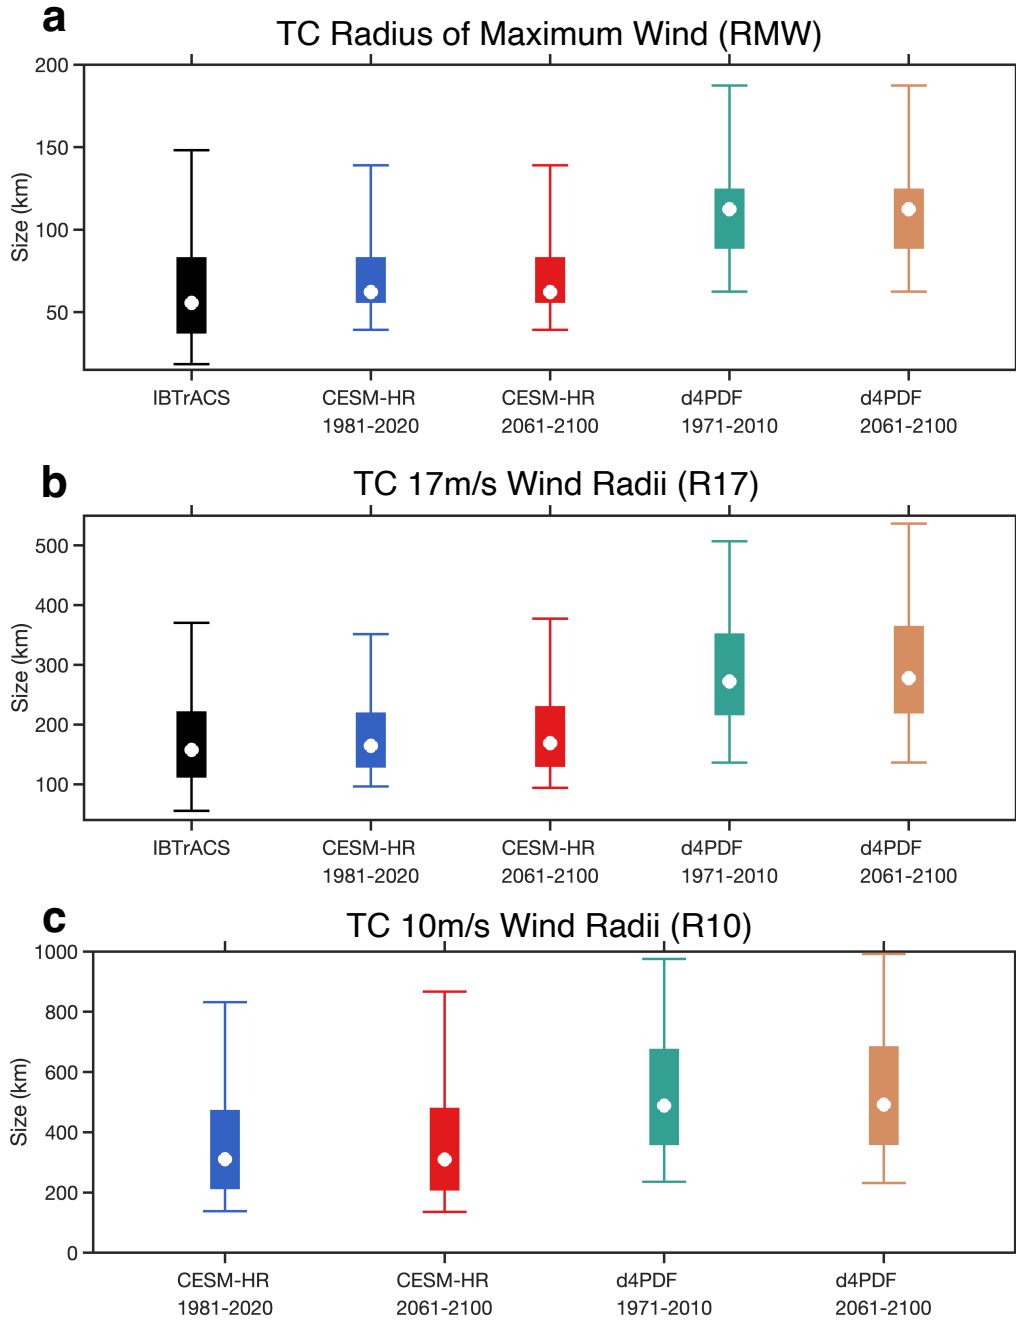 a
TC Radius of Maximum Wind (RMW)
200
150
100
50
Size (km)
IBTrACS
CESM-HR
1981-2020
CESM-HR
2061-2100
d4PDF
1971-2010
d4PDF
2061-2100
b
TC 17m/s Wind Radii (R17)
500
400
300
200
100
Size (km)
IBTrACS
CESM-HR
1981-2020
CESM-HR
2061-2100
d4PDF
1971-2010
d4PDF
2061-2100
c
TC 10m/s Wind Radii (R10)
1000
800
600
400
200
0
Size (km)
CESM-HR
1981-2020
CESM-HR
2061-2100
d4PDF
1971-2010
d4PDF
2061-2100